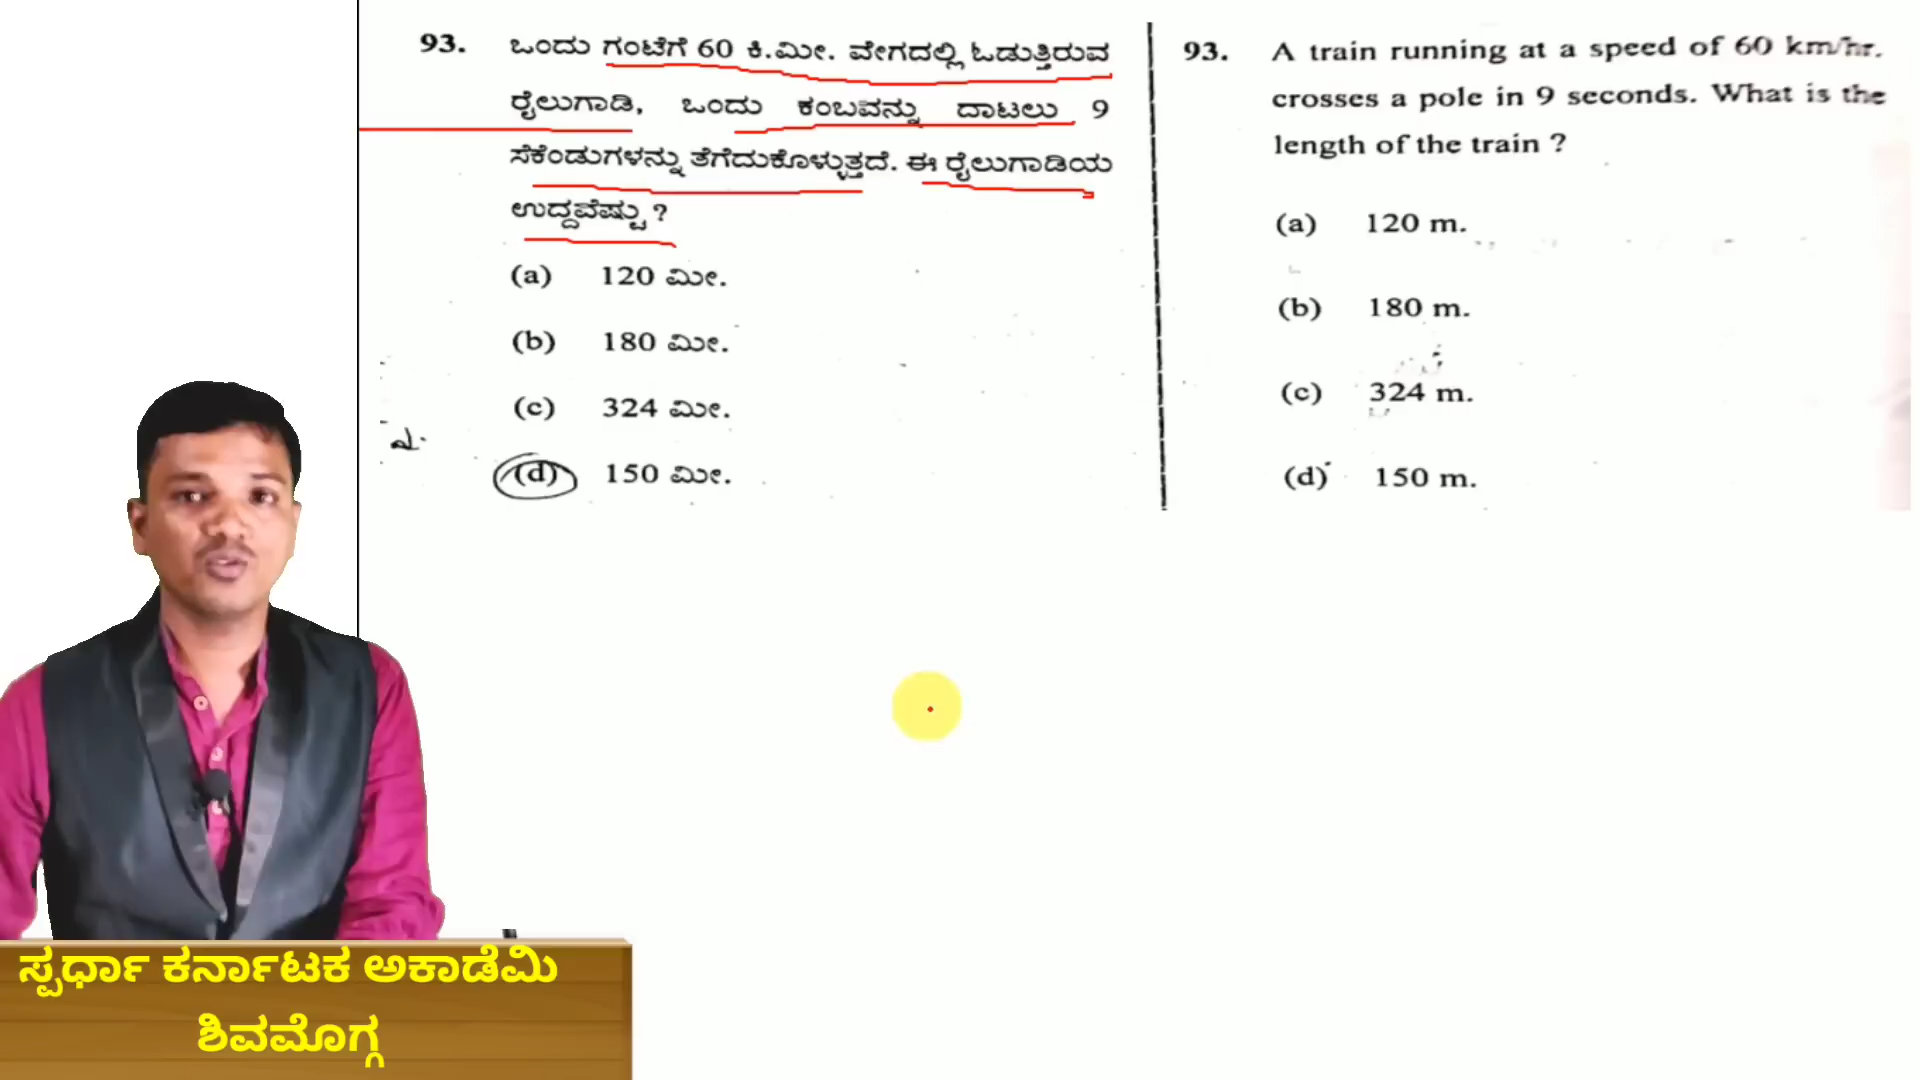 93. ಒಂದು ಗಂಟೆಗೆ 60 ಕಿ.ಮೀ. ವೇಗದಲ್ಲಿ ಓಡುತ್ತಿರುವ
ರೈಲುಗಾಡಿ, ಒಂದು ಕಂಬವನ್ನು ದಾಟಲು 9
ಸೆಕೆಂಡುಗಳನ್ನು ತೆಗೆದುಕೊಳ್ಳುತ್ತದೆ. ಈ ರೈಲುಗಾಡಿಯ
ಉದ್ದವೆಷ್ಟು ?
(a) 120 ಮೀ.
(b) 180 ಮೀ.
(c) 324 ಮೀ.
(d) 150 ಮೀ.
93. A train running at a speed of 60 km/hr.
crosses a pole in 9 seconds. What is the
length of the train ?
(a) 120 m.
(b) 180 m.
(c) 324 m.
(d) 150 m.
ಸ್ಪರ್ಧಾ ಕರ್ನಾಟಕ ಅಕಾಡೆಮಿ
ಶಿವಮೊಗ್ಗ